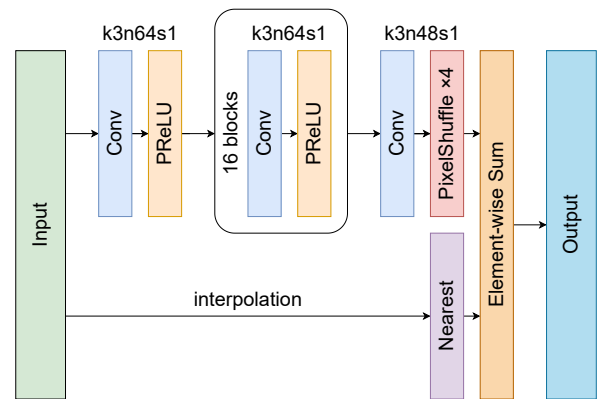 k3n64s1
k3n64s1
k3n48s1
Input
Conv
PReLU
16 blocks
Conv
PReLU
Conv
PixelShuffle ×4
Element-wise Sum
Output
interpolation
Nearest